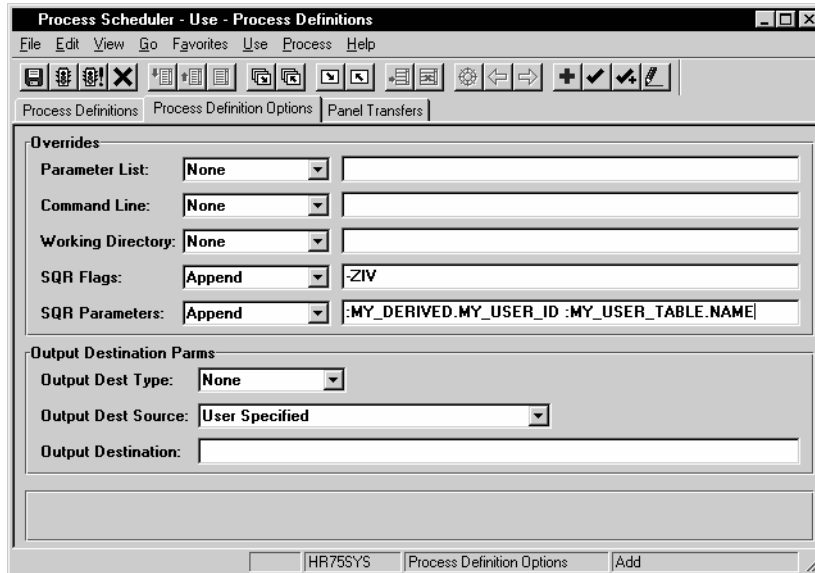 Process Scheduler - Use - Process Definitions
File Edit View Go Favorites Use Process Help
Process Definitions Process Definition Options Panel Transfers
Overrides
Parameter List: None
Command Line: None
Working Directory: None
SQR Flags: Append -ZIV
SQR Parameters: Append :MY_DERIVED.MY_USER_ID :MY_USER_TABLE.NAME
Output Destination Parms
Output Dest Type: None
Output Dest Source: User Specified
Output Destination:
HR75SYS Process Definition Options Add